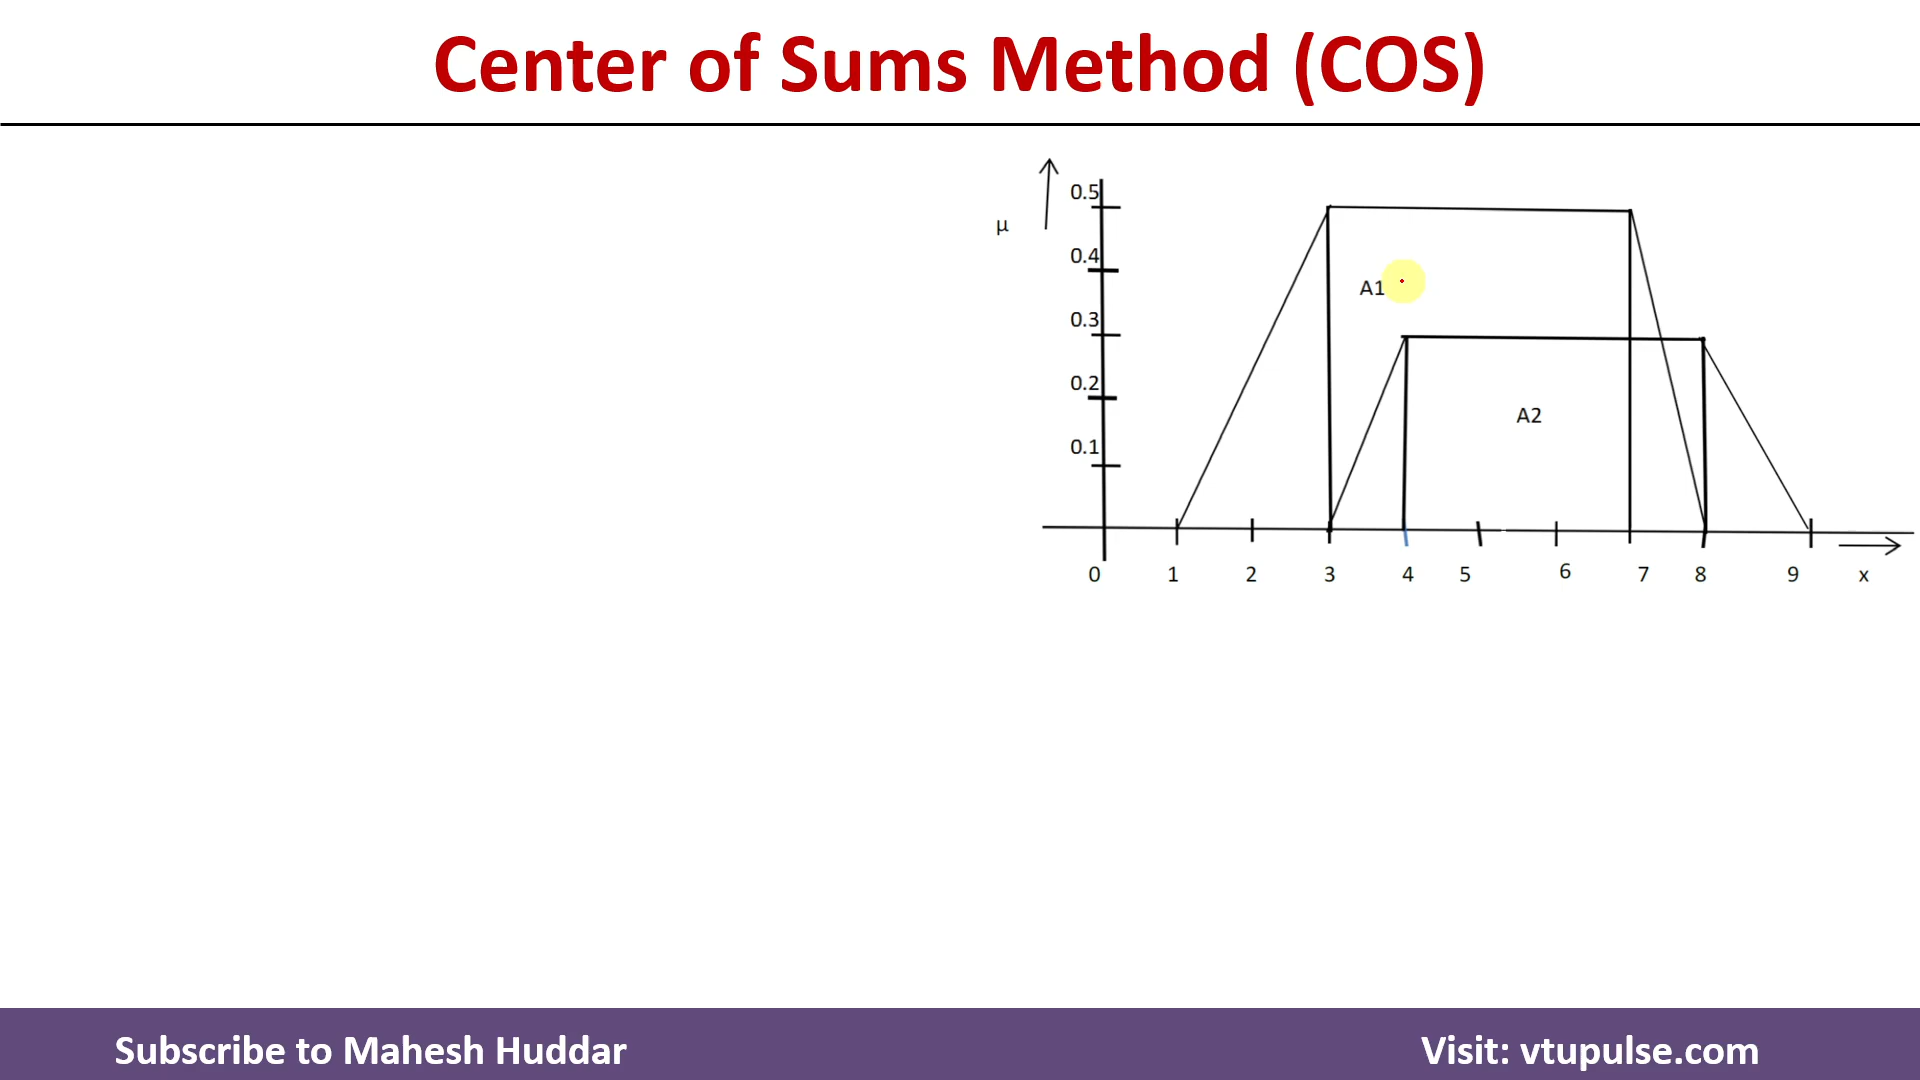 Center of Sums Method (COS)
0.5
μ
0.4
A1
0.3
0.2
A2
0.1
0 1 2 3 4 5 6 7 8 9 x
Subscribe to Mahesh Huddar
Visit: vtupulse.com